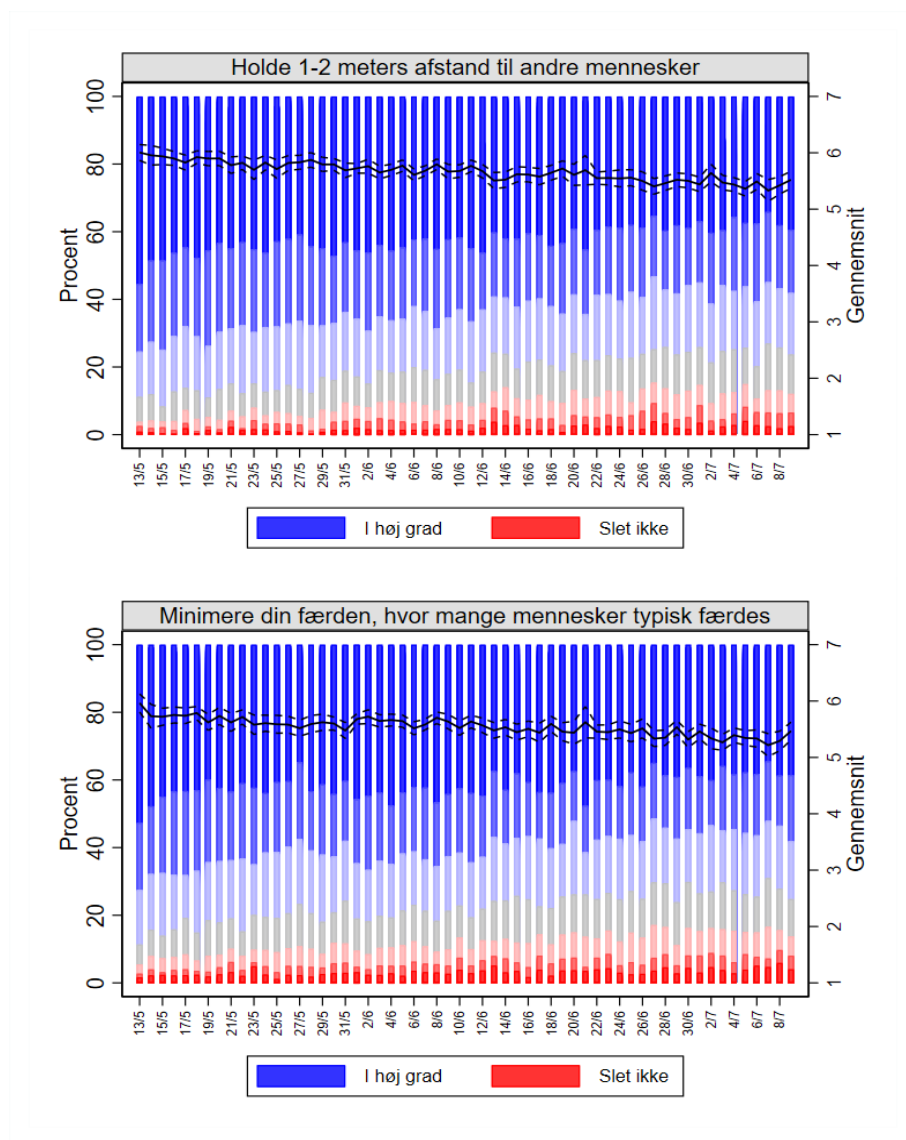 Holde 1-2 meters afstand til andre mennesker
Procent
100
80
60
40
20
0
7
6
5
4
3
2
1
Gennemsnit
13/5 15/5 17/5 19/5 21/5 23/5 25/5 27/5 29/5 31/5 2/6 4/6 6/6 8/6 10/6 12/6 14/6 16/6 18/6 20/6 22/6 24/6 26/6 28/6 30/6 2/7 4/7 6/7 8/7
I høj grad Slet ikke
Minimere din færden, hvor mange mennesker typisk færdes
Procent
100
80
60
40
20
0
7
6
5
4
3
2
1
Gennemsnit
13/5 15/5 17/5 19/5 21/5 23/5 25/5 27/5 29/5 31/5 2/6 4/6 6/6 8/6 10/6 12/6 14/6 16/6 18/6 20/6 22/6 24/6 26/6 28/6 30/6 2/7 4/7 6/7 8/7
I høj grad Slet ikke